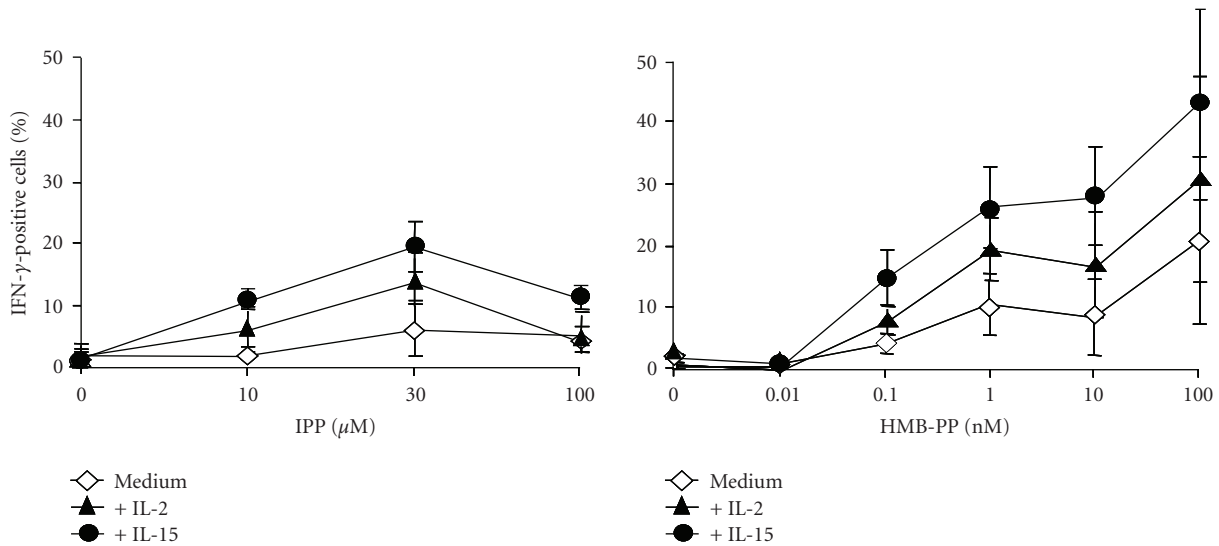 IFN-γ-positive cells (%)
50
40
30
20
10
0
0 10 30 100
IPP (μM)
Medium
+ IL-2
+ IL-15
50
40
30
20
10
0
0 0.01 0.1 1 10 100
HMB-PP (nM)
Medium
+ IL-2
+ IL-15